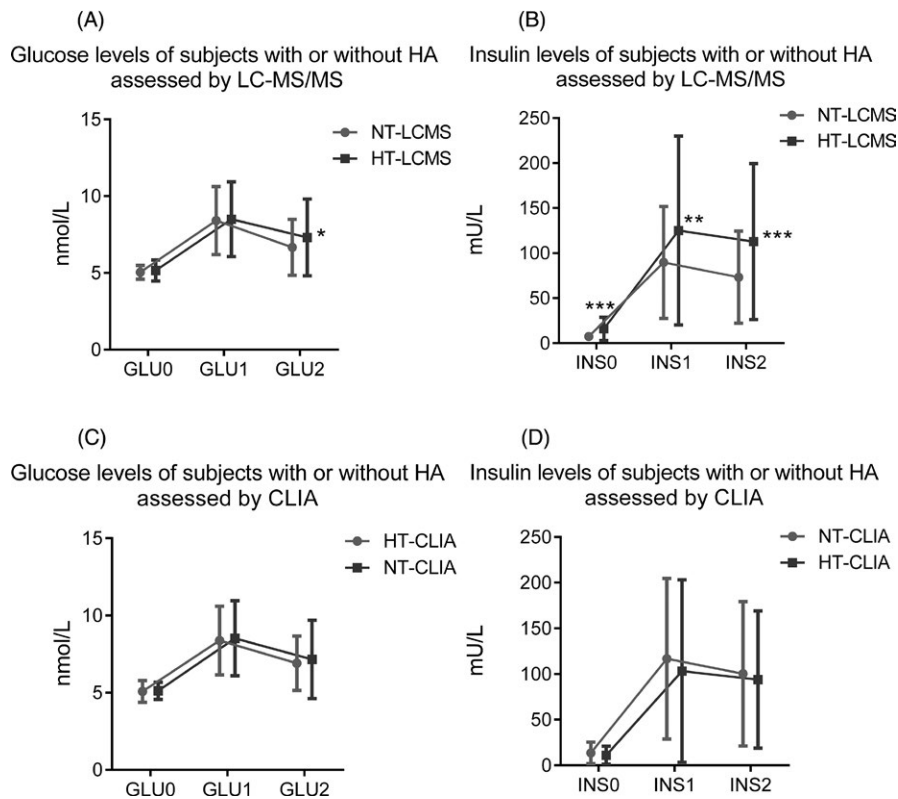 (A)
Glucose levels of subjects with or without HA
assessed by LC-MS/MS
NT-LCMS
HT-LCMS
15
10
5
0
nmol/L
*
GLU0 GLU1 GLU2
(B)
Insulin levels of subjects with or without HA
assessed by LC-MS/MS
NT-LCMS
HT-LCMS
250
200
150
100
50
0
mU/L
***
**
***
INS0 INS1 INS2
(C)
Glucose levels of subjects with or without HA
assessed by CLIA
HT-CLIA
NT-CLIA
15
10
5
0
nmol/L
GLU0 GLU1 GLU2
(D)
Insulin levels of subjects with or without HA
assessed by CLIA
NT-CLIA
HT-CLIA
250
200
150
100
50
0
mU/L
INS0 INS1 INS2